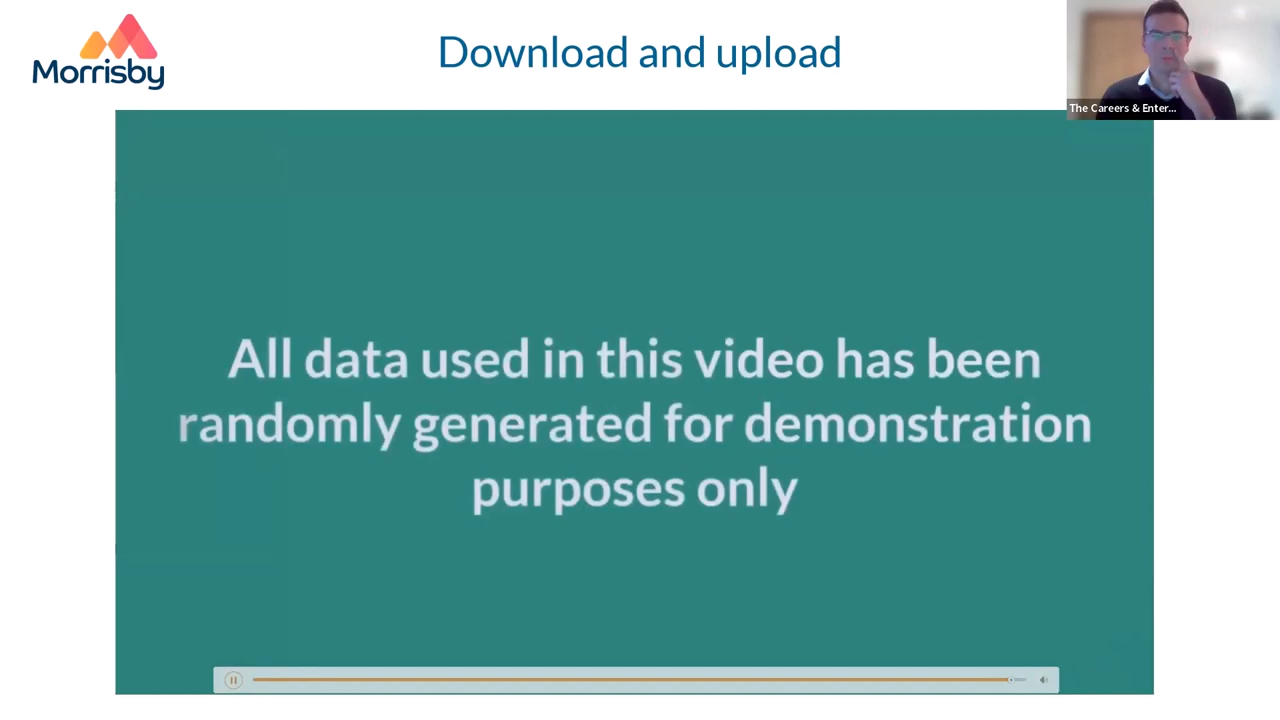 Morrisby
Download and upload
The Careers & Enter...
All data used in this video has been
randomly generated for demonstration
purposes only